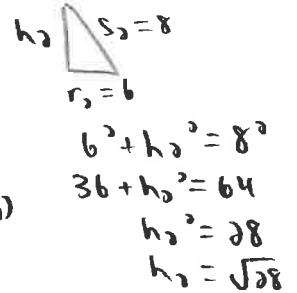 h₂ s₂ = 8
r₂ = 6
6² + h₂² = 8²
36 + h₂² = 64
)
h₂² = 28
h₂ = √28